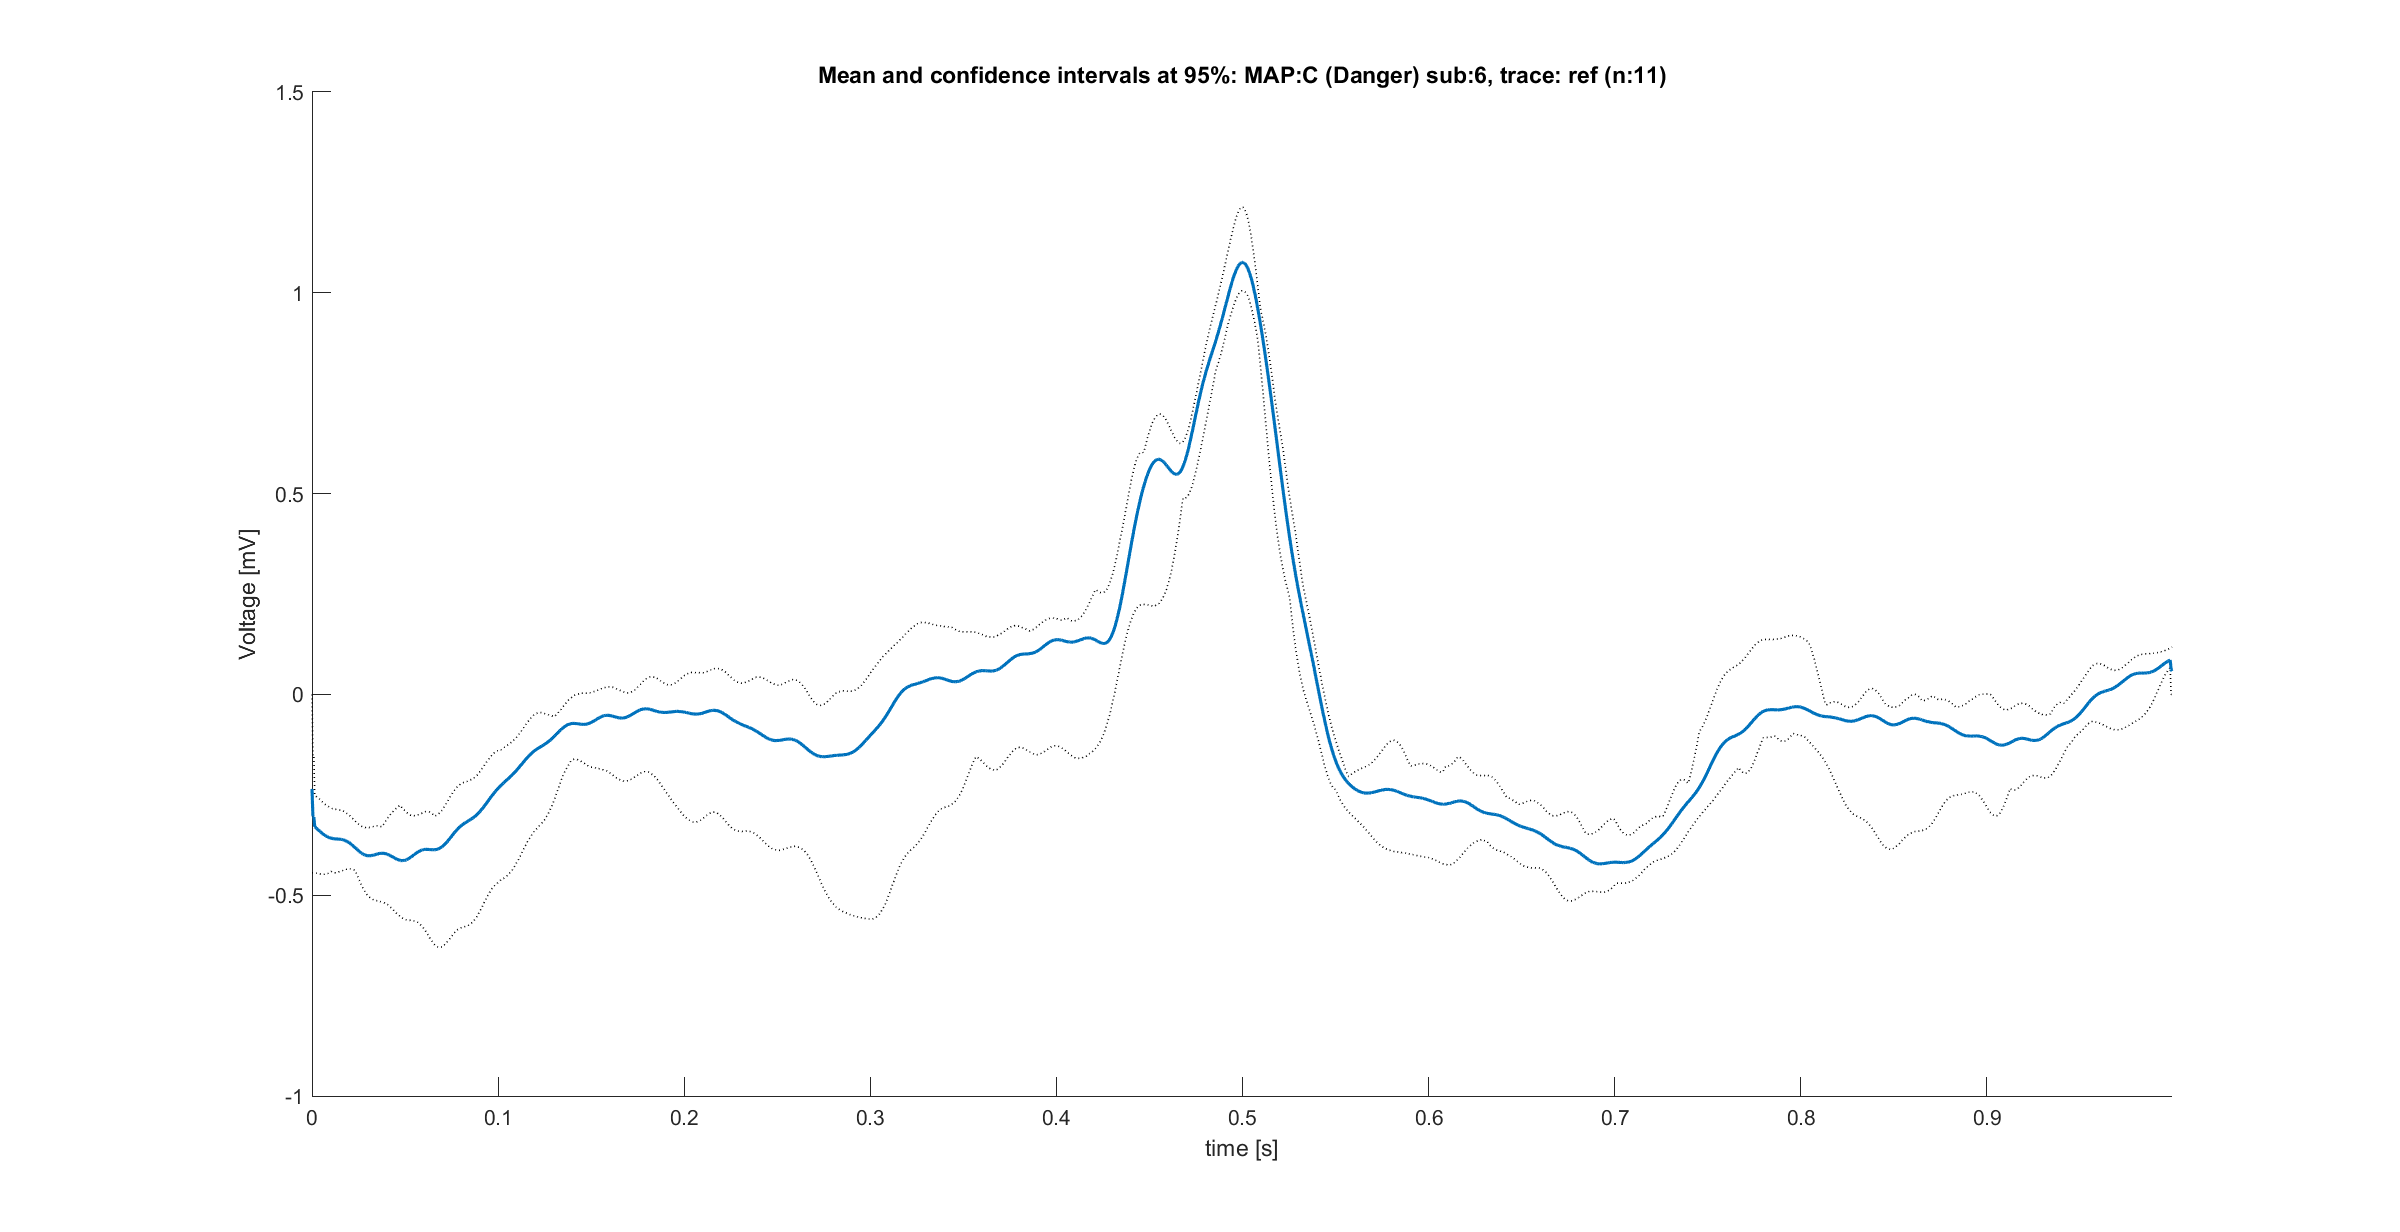 Mean and confidence intervals at 95%: MAP:C (Danger) sub:6, trace: ref (n:11)
1.5
1
0.5
0
-0.5
-1
Voltage [mV]
0 0.1 0.2 0.3 0.4 0.5 0.6 0.7 0.8 0.9
time [s]